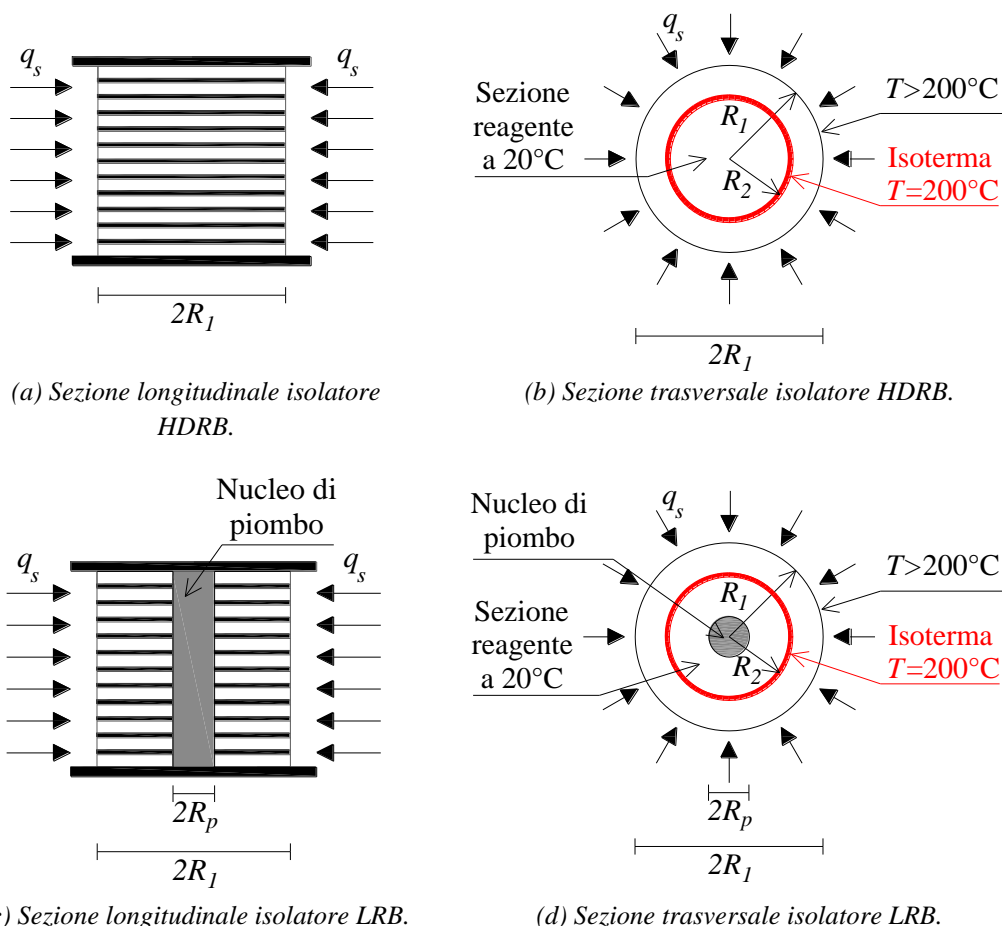 q_s
q_s
2R_1
(a) Sezione longitudinale isolatore
HDRB.
q_s
Sezione
reagente
a 20°C
R_1
R_2
T>200°C
Isoterma
T=200°C
2R_1
(b) Sezione trasversale isolatore HDRB.
Nucleo di
piombo
q_s
q_s
2R_p
2R_1
) Sezione longitudinale isolatore LRB.
Nucleo di
piombo
q_s
Sezione
reagente
a 20°C
R_1
R_2
T>200°C
Isoterma
T=200°C
2R_p
2R_1
(d) Sezione trasversale isolatore LRB.